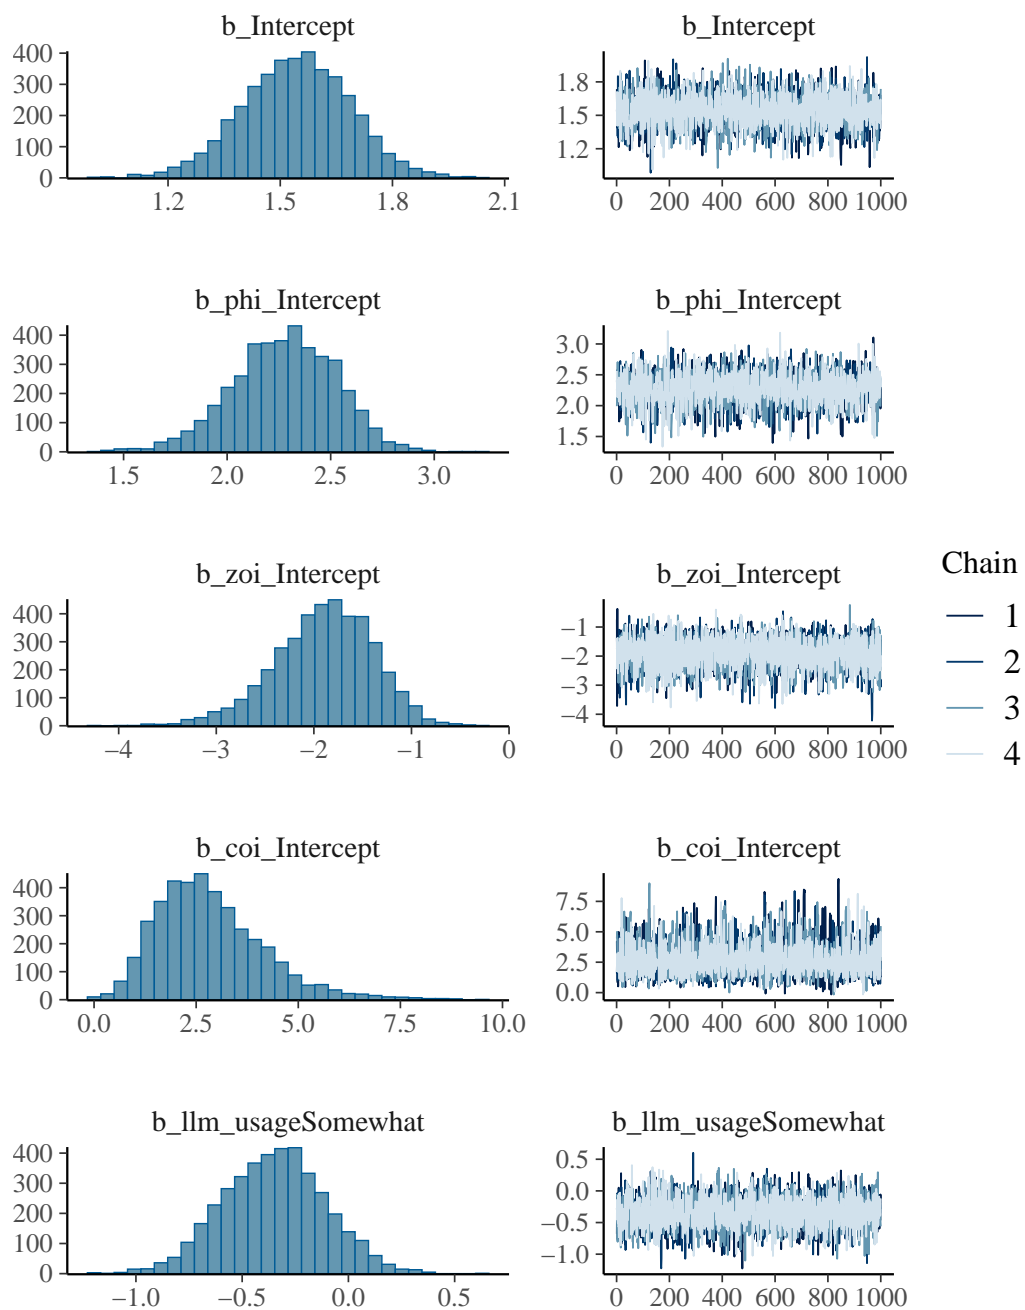 b_Intercept
400
300
200
100
0
1.2 1.5 1.8 2.1
b_Intercept
1.8
1.5
1.2
0 200 400 600 800 1000
b_phi_Intercept
400
300
200
100
0
1.5 2.0 2.5 3.0
b_phi_Intercept
3.0
2.5
2.0
1.5
0 200 400 600 800 1000
b_zoi_Intercept
400
300
200
100
0
−4 −3 −2 −1 0
b_zoi_Intercept
−1
−2
−3
−4
0 200 400 600 800 1000
b_coi_Intercept
400
300
200
100
0
0.0 2.5 5.0 7.5 10.0
b_coi_Intercept
7.5
5.0
2.5
0.0
0 200 400 600 800 1000
b_llm_usageSomewhat
400
300
200
100
0
−1.0 −0.5 0.0 0.5
b_llm_usageSomewhat
0.5
0.0
−0.5
−1.0
0 200 400 600 800 1000
Chain
1
2
3
4